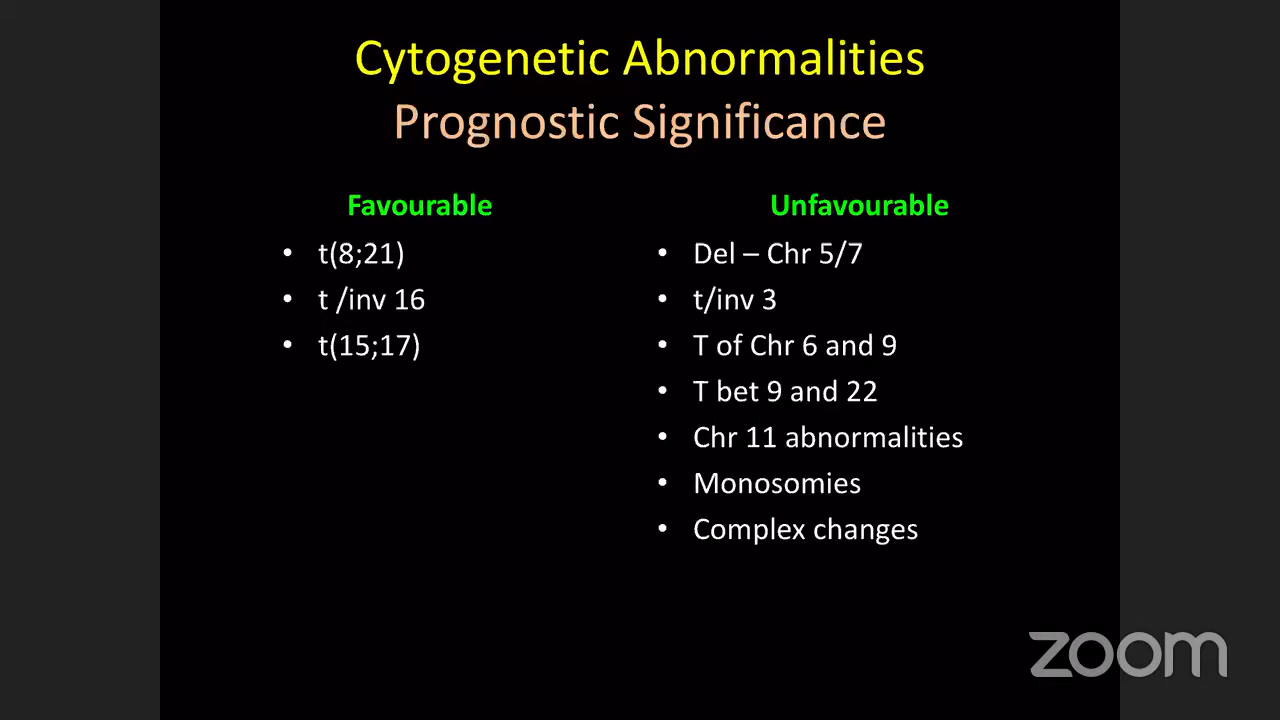 Cytogenetic Abnormalities
Prognostic Significance
Favourable
• t(8;21)
• t /inv 16
• t(15;17)
Unfavourable
• Del – Chr 5/7
• t/inv 3
• T of Chr 6 and 9
• T bet 9 and 22
• Chr 11 abnormalities
• Monosomies
• Complex changes
zoom